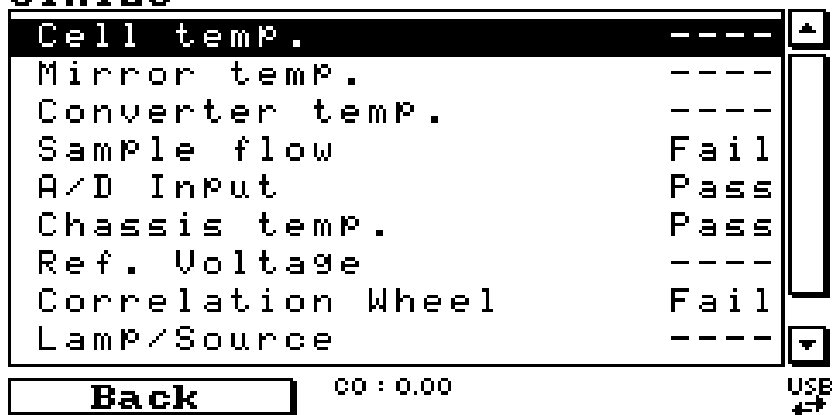 Cell temp. ----
Mirror temp. ----
Converter temp. ----
Sample flow Fail
A/D Input Pass
Chassis temp. Pass
Ref. Voltage ----
Correlation Wheel Fail
Lamp/Source ----
Back CO : 0.00 USB